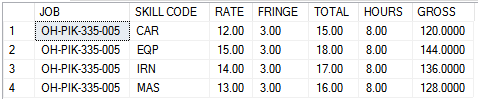 JOB SKILL CODE RATE FRINGE TOTAL HOURS GROSS
1 OH-PIK-335-005 CAR 12.00 3.00 15.00 8.00 120.0000
2 OH-PIK-335-005 EQP 15.00 3.00 18.00 8.00 144.0000
3 OH-PIK-335-005 IRN 14.00 3.00 17.00 8.00 136.0000
4 OH-PIK-335-005 MAS 13.00 3.00 16.00 8.00 128.0000